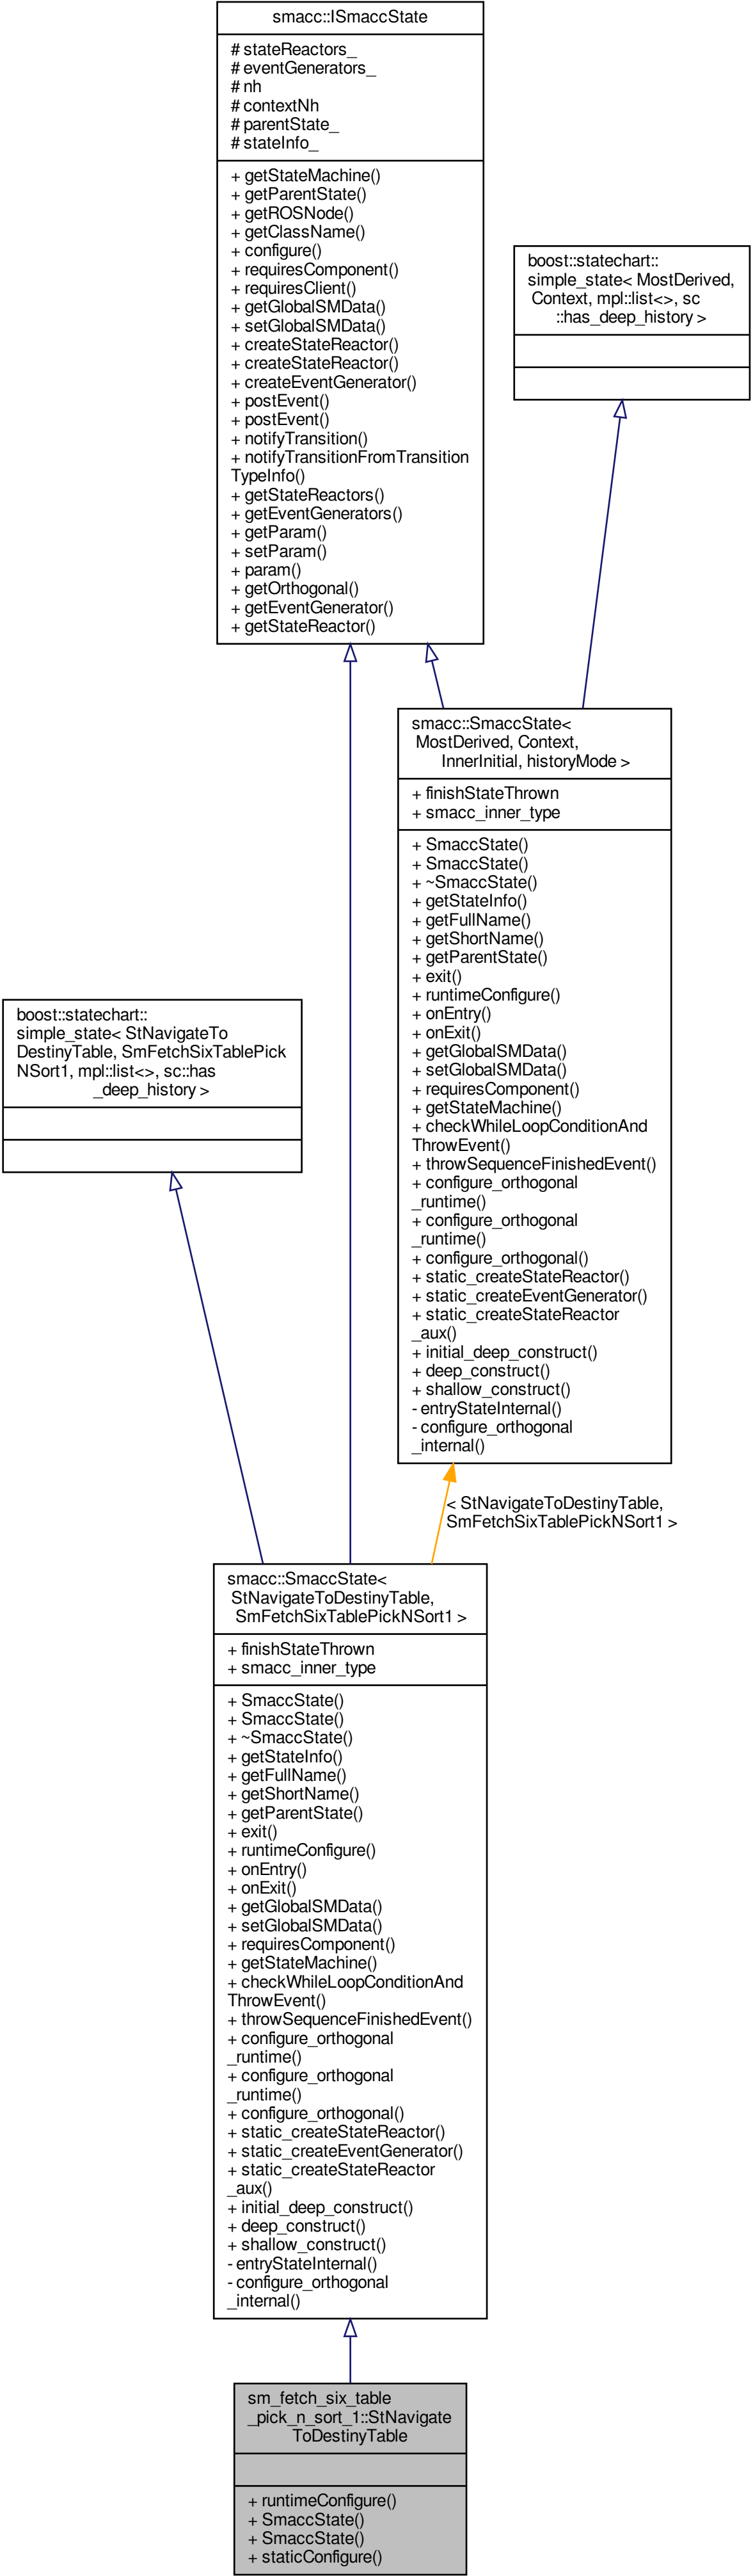 smacc::ISmaccState
# stateReactors_
# eventGenerators_
# nh
# contextNh
# parentState_
# stateInfo_
+ getStateMachine()
+ getParentState()
+ getROSNode()
+ getClassName()
+ configure()
+ requiresComponent()
+ requiresClient()
+ getGlobalSMData()
+ setGlobalSMData()
+ createStateReactor()
+ createStateReactor()
+ createEventGenerator()
+ postEvent()
+ postEvent()
+ notifyTransition()
+ notifyTransitionFromTransition
TypeInfo()
+ getStateReactors()
+ getEventGenerators()
+ getParam()
+ setParam()
+ param()
+ getOrthogonal()
+ getEventGenerator()
+ getStateReactor()
boost::statechart::
simple_state< MostDerived,
Context, mpl::list<>, sc
::has_deep_history >
smacc::SmaccState<
MostDerived, Context,
InnerInitial, historyMode >
+ finishStateThrown
+ smacc_inner_type
+ SmaccState()
+ SmaccState()
+ ~SmaccState()
+ getStateInfo()
+ getFullName()
+ getShortName()
+ getParentState()
+ exit()
+ runtimeConfigure()
+ onEntry()
+ onExit()
+ getGlobalSMData()
+ setGlobalSMData()
+ requiresComponent()
+ getStateMachine()
+ checkWhileLoopConditionAnd
ThrowEvent()
+ throwSequenceFinishedEvent()
+ configure_orthogonal
_runtime()
+ configure_orthogonal
_runtime()
+ configure_orthogonal()
+ static_createStateReactor()
+ static_createEventGenerator()
+ static_createStateReactor
_aux()
+ initial_deep_construct()
+ deep_construct()
+ shallow_construct()
- entryStateInternal()
- configure_orthogonal
_internal()
boost::statechart::
simple_state< StNavigateTo
DestinyTable, SmFetchSixTablePick
NSort1, mpl::list<>, sc::has
_deep_history >
< StNavigateToDestinyTable,
SmFetchSixTablePickNSort1 >
smacc::SmaccState<
StNavigateToDestinyTable,
SmFetchSixTablePickNSort1 >
+ finishStateThrown
+ smacc_inner_type
+ SmaccState()
+ SmaccState()
+ ~SmaccState()
+ getStateInfo()
+ getFullName()
+ getShortName()
+ getParentState()
+ exit()
+ runtimeConfigure()
+ onEntry()
+ onExit()
+ getGlobalSMData()
+ setGlobalSMData()
+ requiresComponent()
+ getStateMachine()
+ checkWhileLoopConditionAnd
ThrowEvent()
+ throwSequenceFinishedEvent()
+ configure_orthogonal
_runtime()
+ configure_orthogonal
_runtime()
+ configure_orthogonal()
+ static_createStateReactor()
+ static_createEventGenerator()
+ static_createStateReactor
_aux()
+ initial_deep_construct()
+ deep_construct()
+ shallow_construct()
- entryStateInternal()
- configure_orthogonal
_internal()
sm_fetch_six_table
_pick_n_sort_1::StNavigate
ToDestinyTable
+ runtimeConfigure()
+ SmaccState()
+ SmaccState()
+ staticConfigure()